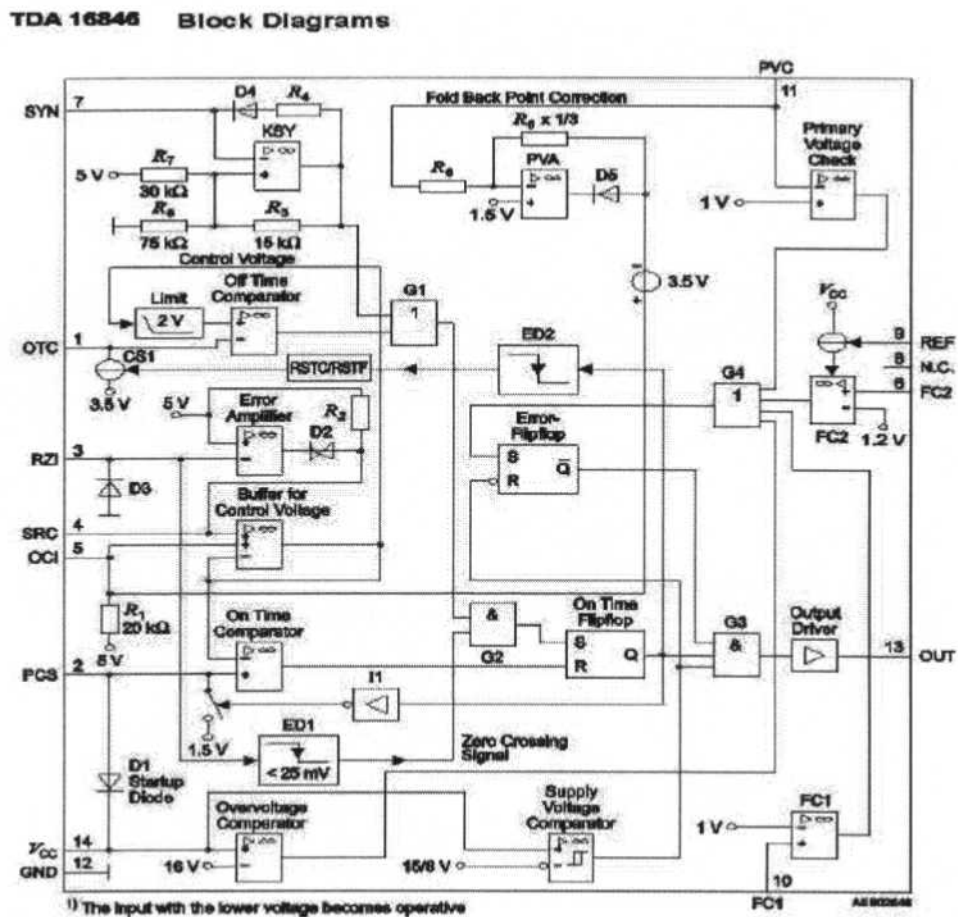 TDA 16846 Block Diagrams
PVC
11
SYN
7
D4
R4
KSY
Fold Back Point Correction
R6 x 1/3
R6
PVA
D5
1.5 V
Primary
Voltage
Check
1 V
5 V
R7
30 kΩ
75 kΩ
R5
15 kΩ
Control Voltage
Off Time
Comparator
Limit
2 V
G1
1
3.5 V
OTC
1
CS1
3.5 V
RSTC/RSTF
ED2
VCC
9
REF
8
N.C.
6
FC2
G4
1
FC2
1.2 V
5 V
Error
Amplifier
R2
D2
RZI
3
D3
Error-
Flipflop
S
R
Q
Buffer for
Control Voltage
SRC
4
OCI
5
R1
20 kΩ
5 V
On Time
Comparator
&
G2
On Time
Flipflop
S
R
Q
G3
&
Output
Driver
13
OUT
PCS
2
1.5 V
I1
ED1
< 25 mV
Zero Crossing
Signal
D1
Startup
Diode
Overvoltage
Comparator
16 V
Supply
Voltage
Comparator
15/8 V
1 V
FC1
VCC
14
GND
12
10
FC1
1) The input with the lower voltage becomes operative